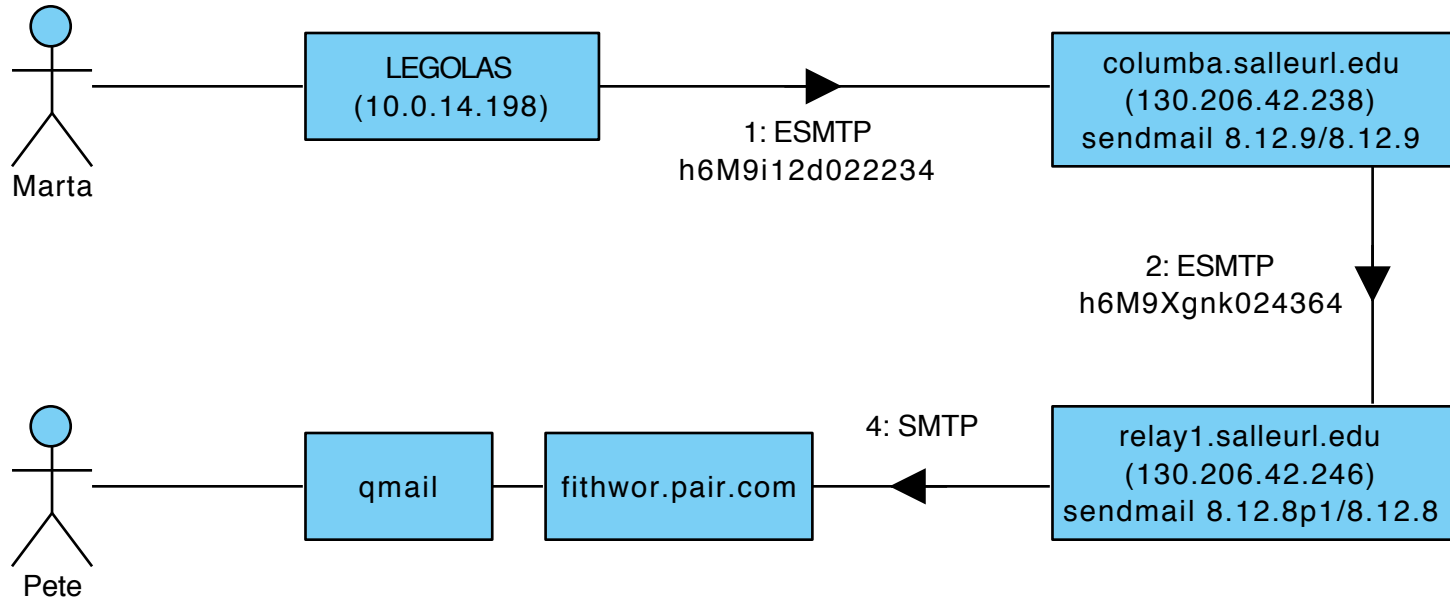 LEGOLAS
(10.0.14.198)
1: ESMTP
h6M9i12d022234
columba.salleurl.edu
(130.206.42.238)
sendmail 8.12.9/8.12.9
Marta
2: ESMTP
h6M9Xgnk024364
relay1.salleurl.edu
(130.206.42.246)
sendmail 8.12.8p1/8.12.8
4: SMTP
fithwor.pair.com
qmail
Pete